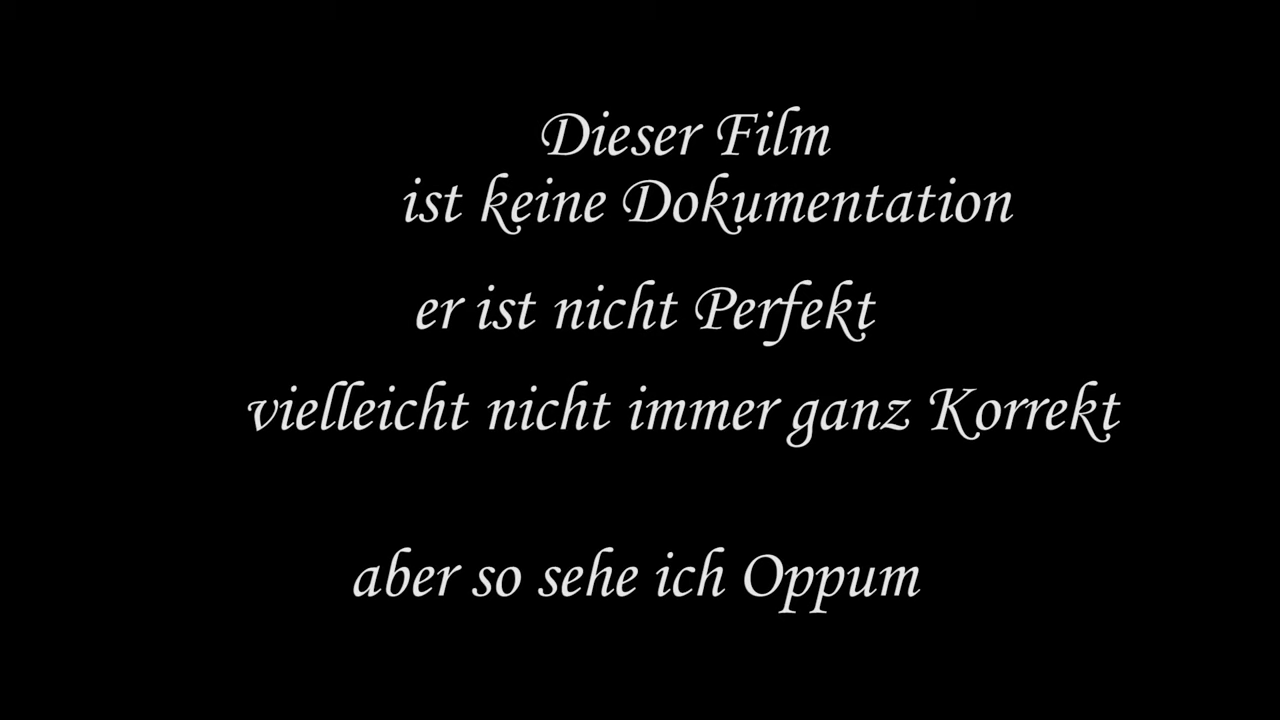 Dieser Film
ist keine Dokumentation
er ist nicht Perfekt
vielleicht nicht immer ganz Korrekt
aber so sehe ich Oppum